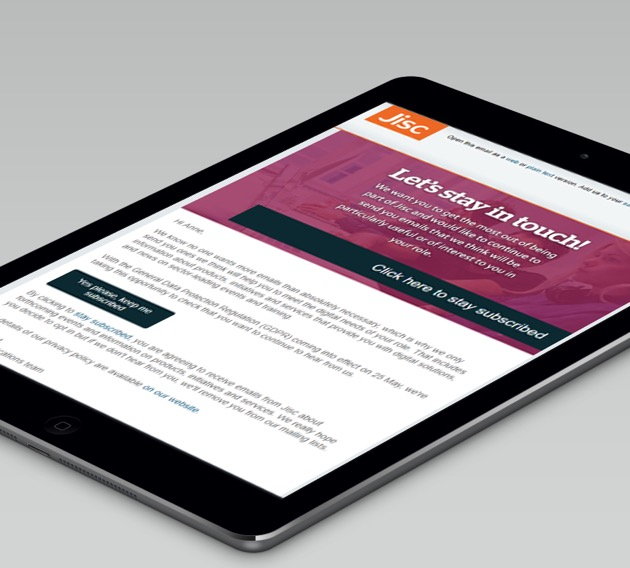 Jisc
Open this email as a web or plain text version. Add us to your
Let's stay in touch!
We want you to get the most out of being
part of Jisc and would like to continue to
send you emails that we think will be
particularly useful or of interest to you in
your role.
Click here to stay subscribed
Hi Anne,
We know no one wants more emails than absolutely necessary, which is why we only
send you ones we think will help you to meet the digital needs of your role. That includes
information about products, initiatives and services that provide you with digital solutions,
and news on sector-leading events and training.
With the General Data Protection Regulation (GDPR) coming into effect on 25 May, we're
taking this opportunity to check that you want to continue to hear from us.
Yes please, keep me
subscribed
By clicking to stay subscribed, you are agreeing to receive emails from Jisc about
forthcoming events and information on products, initiatives and services. We really hope
you decide to opt in but if we don't hear from you, we'll remove you from our mailing lists.
details of our privacy policy are available on our website.
cations team